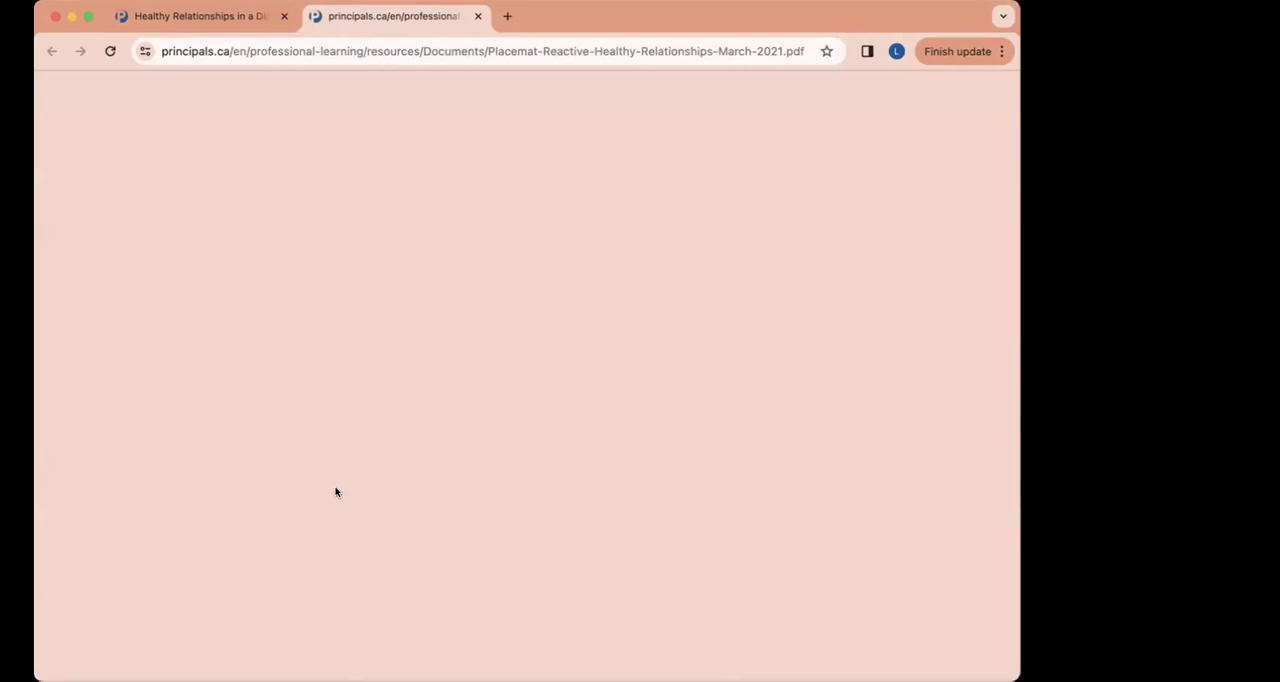 Healthy Relationships in a Di
principals.ca/en/professional
principals.ca/en/professional-learning/resources/Documents/Placemat-Reactive-Healthy-Relationships-March-2021.pdf
L
Finish update